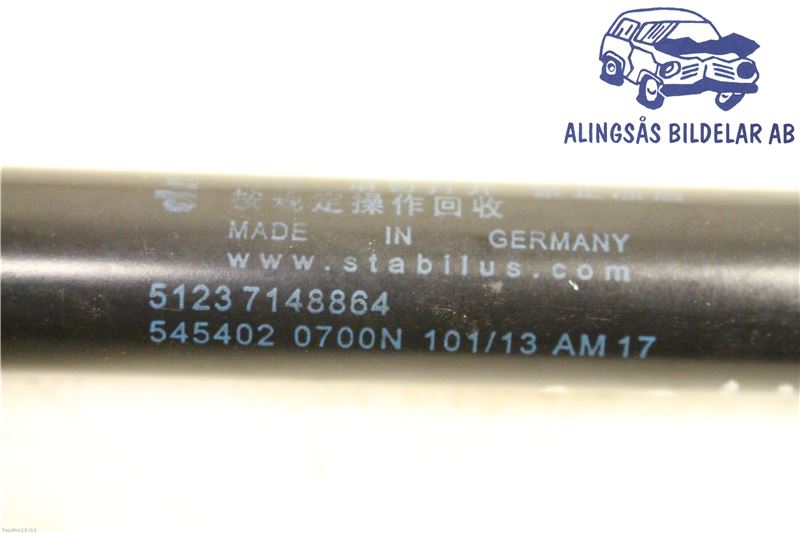 ALINGSÅS BILDELAR AB
按规定操作回收
MADE IN GERMANY
www.stabilus.com
51237148864
545402 0700N 101/13 AM 17